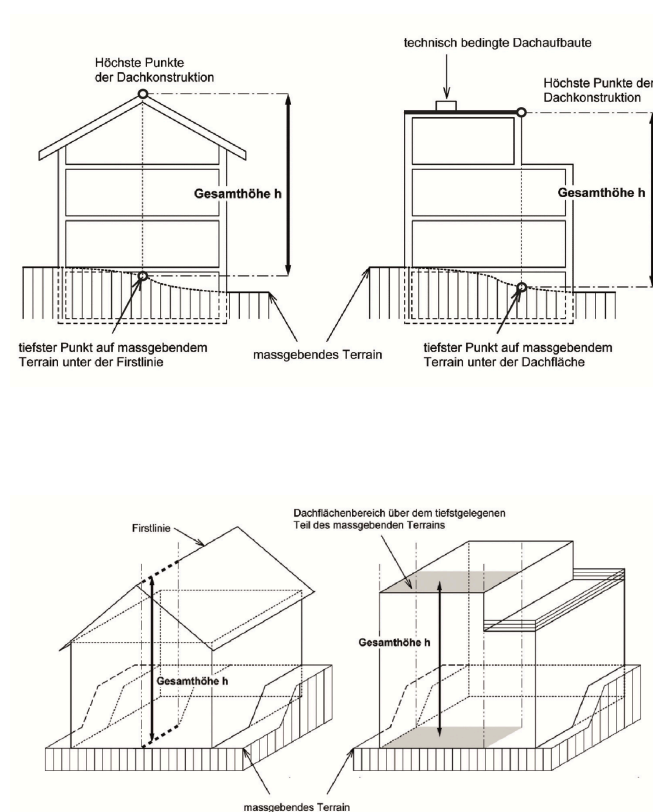 technisch bedingte Dachaufbaute
Höchste Punkte
der Dachkonstruktion
Höchste Punkte der
Dachkonstruktion
Gesamthöhe h
Gesamthöhe h
tiefster Punkt auf massgebendem
Terrain unter der Firstlinie
massgebendes Terrain
tiefster Punkt auf massgebendem
Terrain unter der Dachfläche
Dachflächenbereich über dem tiefstgelegenen
Teil des massgebenden Terrains
Firstlinie
Gesamthöhe h
Gesamthöhe h
massgebendes Terrain